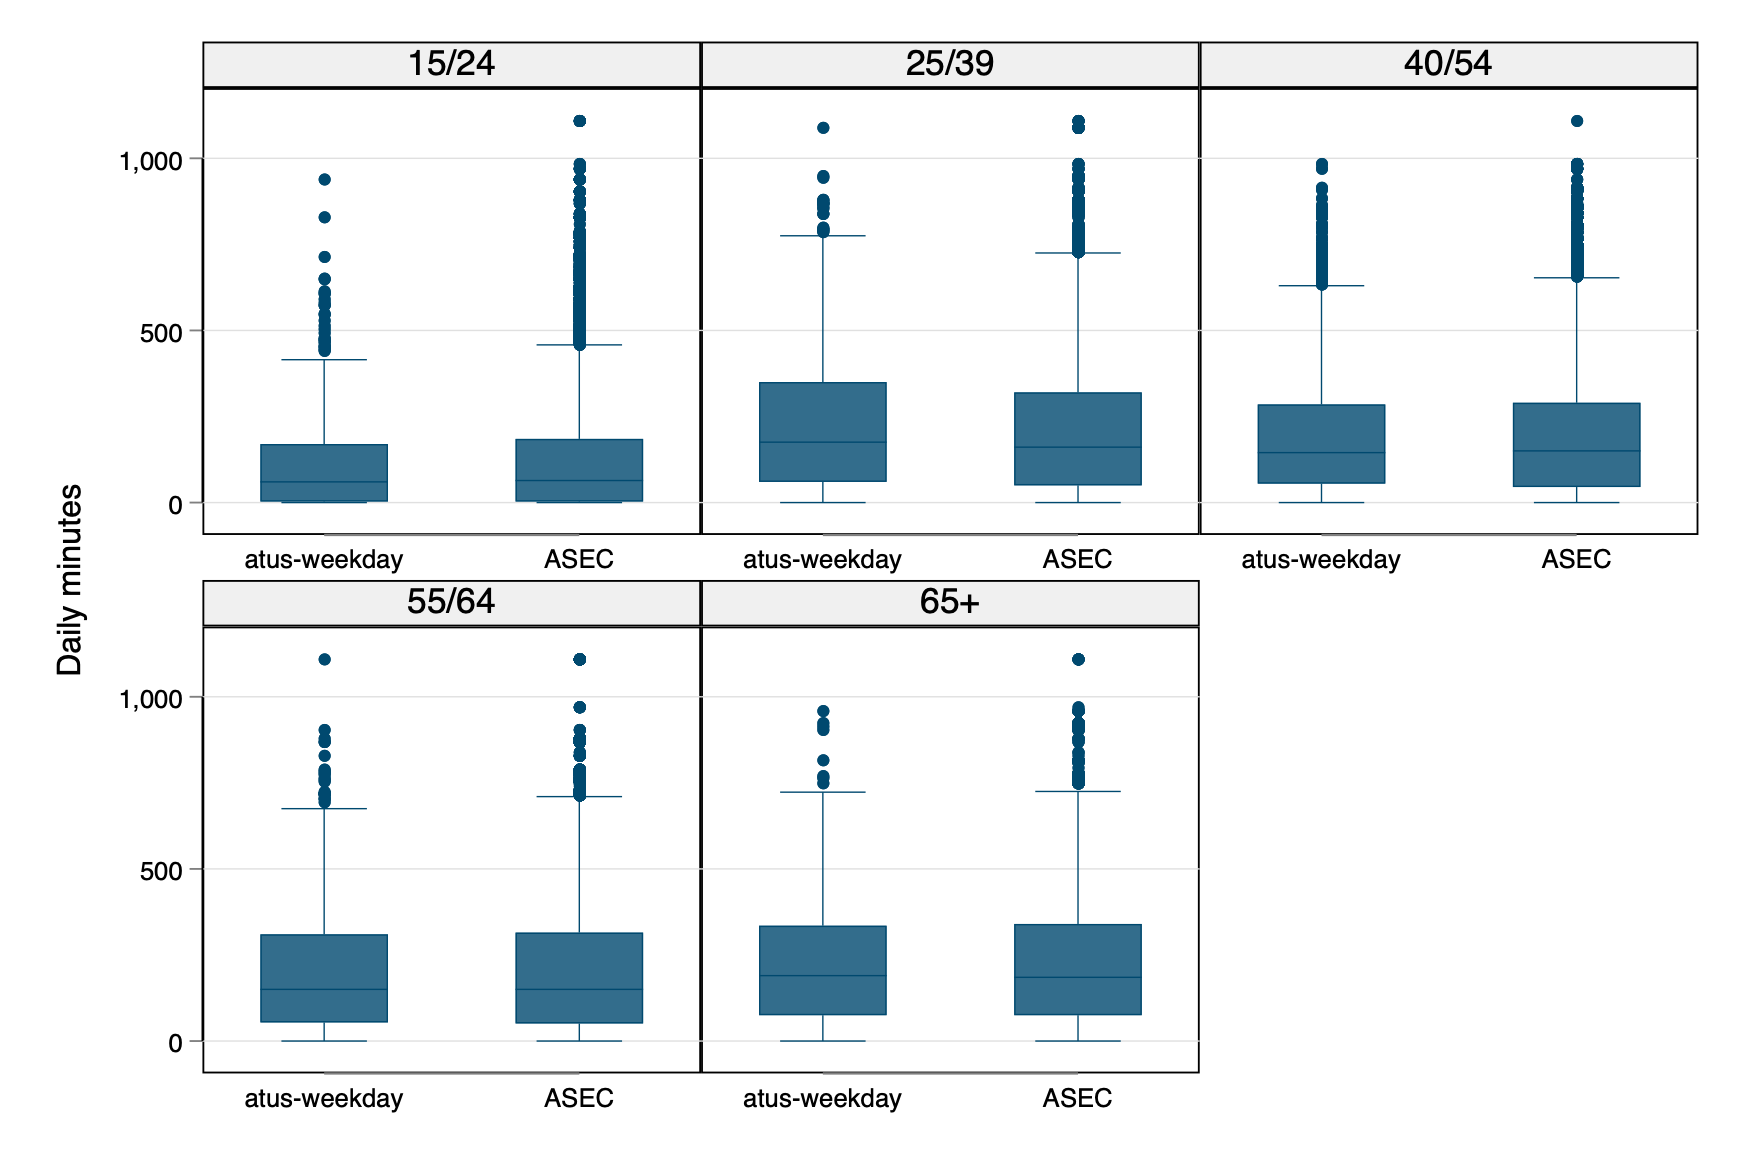 15/24
25/39
40/54
1,000
500
0
atus-weekday
ASEC
atus-weekday
ASEC
atus-weekday
ASEC
Daily minutes
55/64
65+
1,000
500
0
atus-weekday
ASEC
atus-weekday
ASEC